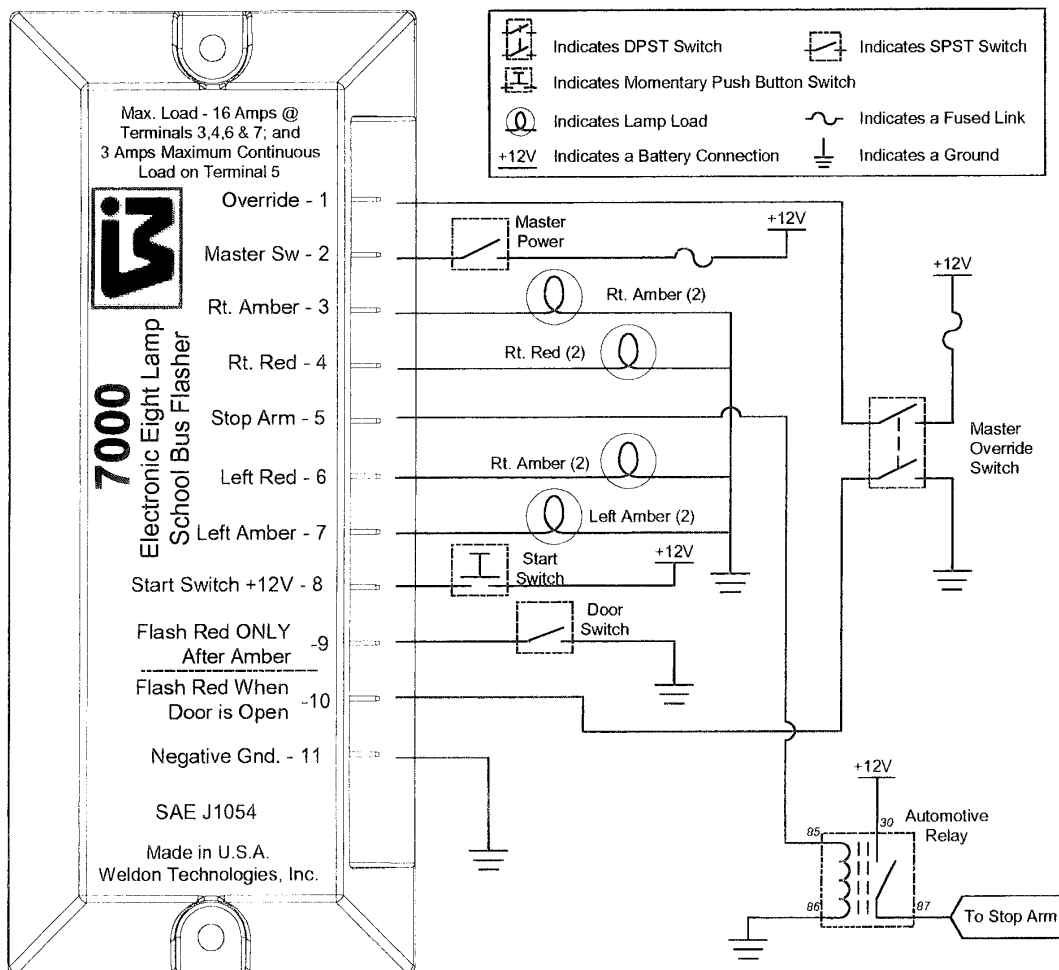 Max. Load - 16 Amps @
Terminals 3,4,6 & 7; and
3 Amps Maximum Continuous
Load on Terminal 5
7000
Electronic Eight Lamp
School Bus Flasher
Override - 1
Master Sw - 2
Rt. Amber - 3
Rt. Red - 4
Stop Arm - 5
Left Red - 6
Left Amber - 7
Start Switch +12V - 8
Flash Red ONLY
After Amber -9
Flash Red When
Door is Open -10
Negative Gnd. - 11
SAE J1054
Made in U.S.A.
Weldon Technologies, Inc.
Indicates DPST Switch
Indicates SPST Switch
Indicates Momentary Push Button Switch
Indicates Lamp Load
Indicates a Fused Link
+12V Indicates a Battery Connection
Indicates a Ground
Master
Power
+12V
+12V
Rt. Amber (2)
Rt. Red (2)
Master
Override
Switch
Rt. Amber (2)
Left Amber (2)
Start
Switch
+12V
Door
Switch
+12V
Automotive
Relay
85
30
86
87
To Stop Arm